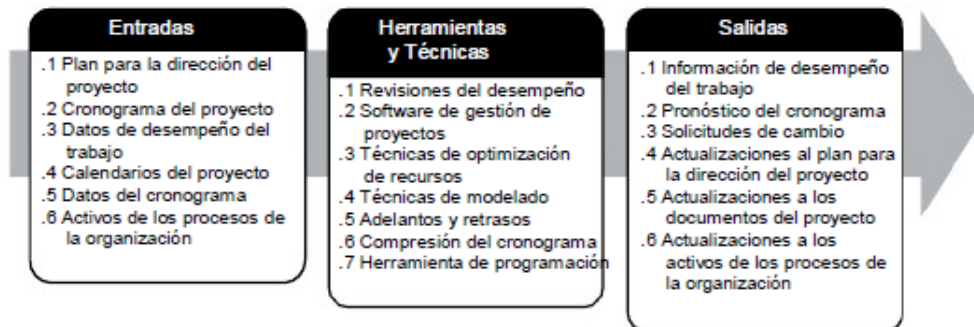 Entradas
.1 Plan para la dirección del
proyecto
.2 Cronograma del proyecto
.3 Datos de desempeño del
trabajo
.4 Calendarios del proyecto
.5 Datos del cronograma
.6 Activos de los procesos de
la organización
Herramientas
y Técnicas
.1 Revisiones del desempeño
.2 Software de gestión de
proyectos
.3 Técnicas de optimización
de recursos
.4 Técnicas de modelado
.5 Adelantos y retrasos
.6 Compresión del cronograma
.7 Herramienta de programación
Salidas
.1 Información de desempeño
del trabajo
.2 Pronóstico del cronograma
.3 Solicitudes de cambio
.4 Actualizaciones al plan para
la dirección del proyecto
.5 Actualizaciones a los
documentos del proyecto
.6 Actualizaciones a los
activos de los procesos de
la organización